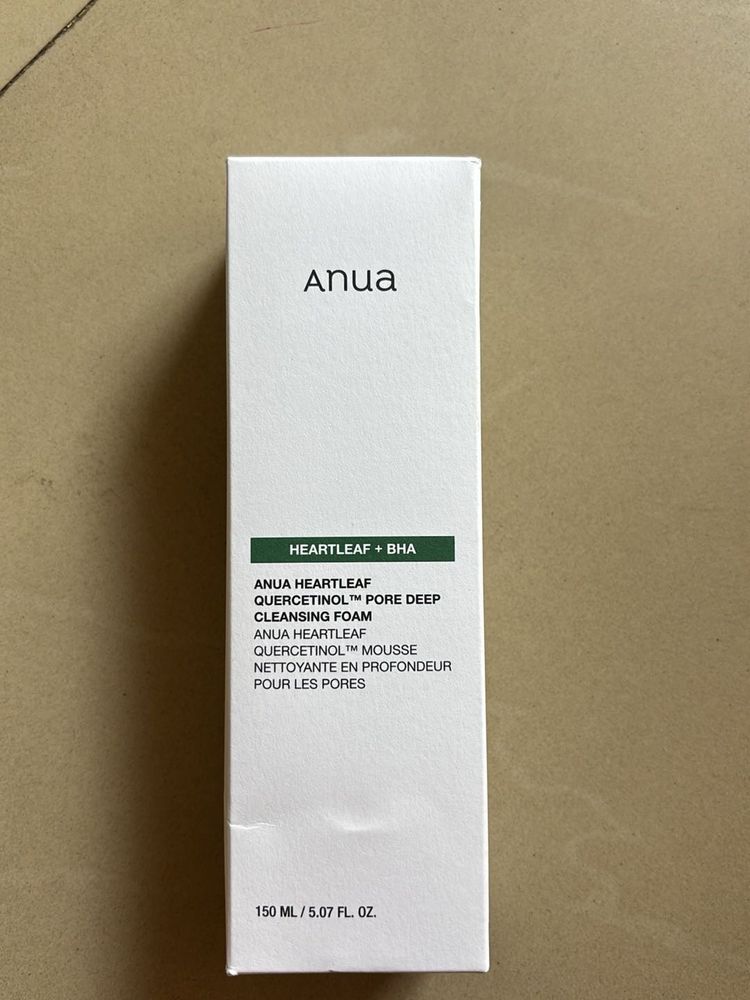 Anua
HEARTLEAF + BHA
ANUA HEARTLEAF
QUERCETINOL™ PORE DEEP
CLEANSING FOAM
ANUA HEARTLEAF
QUERCETINOL™ MOUSSE
NETTOYANTE EN PROFONDEUR
POUR LES PORES
150 ML / 5.07 FL. OZ.